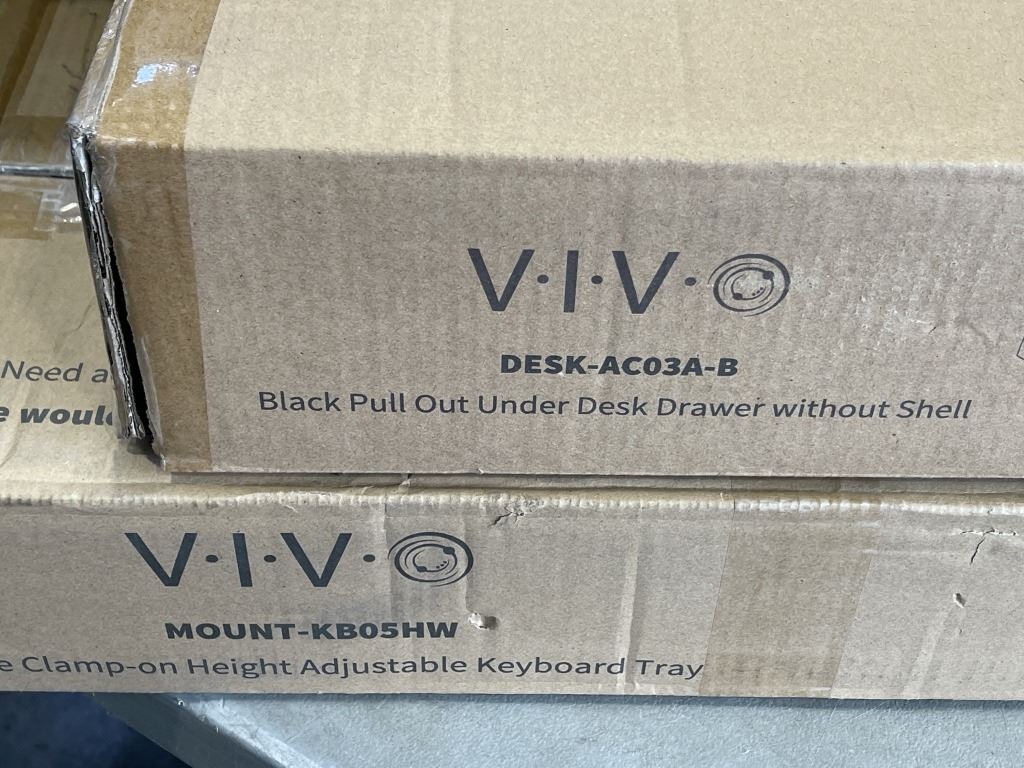 V·I·V·O
DESK-AC03A-B
Black Pull Out Under Desk Drawer without Shell
Need a
would
V·I·V·O
MOUNT-KB05HW
Clamp-on Height Adjustable Keyboard Tray